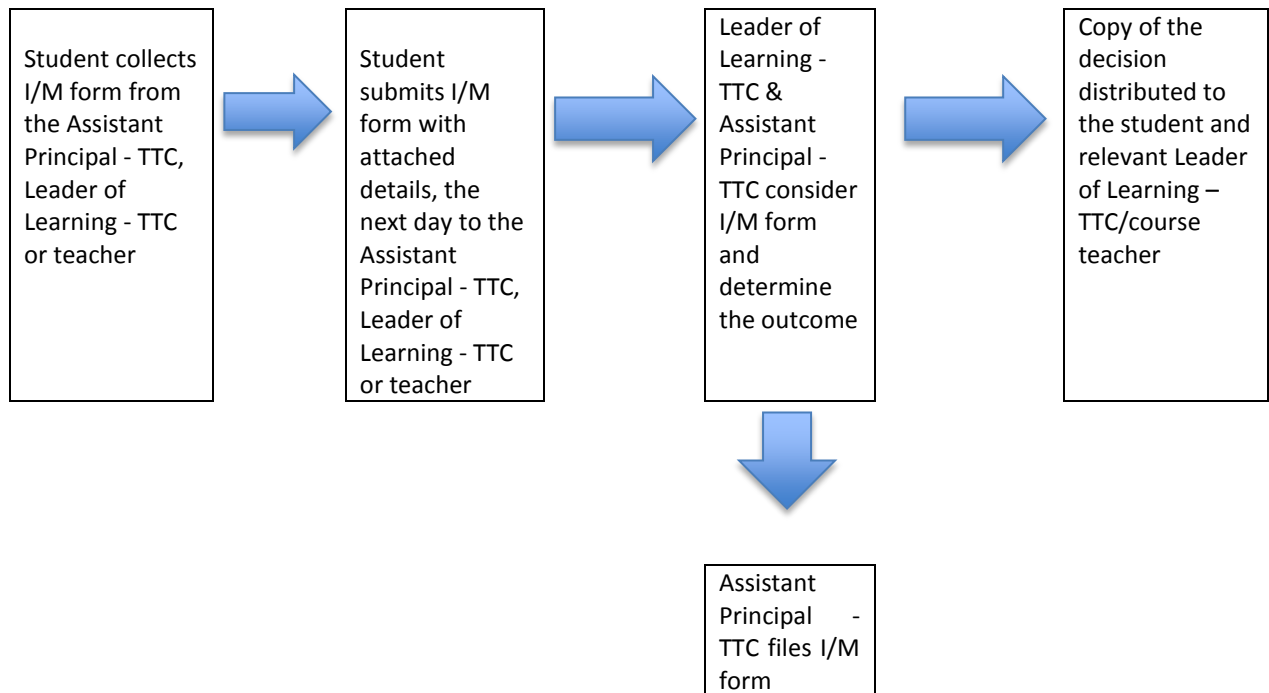 Student collects
I/M form from
the Assistant
Principal - TTC,
Leader of
Learning - TTC
or teacher
Student
submits I/M
form with
attached
details, the
next day to the
Assistant
Principal - TTC,
Leader of
Learning - TTC
or teacher
Leader of
Learning -
TTC &
Assistant
Principal -
TTC consider
I/M form
and
determine
the outcome
Copy of the
decision
distributed to
the student and
relevant Leader
of Learning –
TTC/course
teacher
Assistant
Principal -
TTC files I/M
form